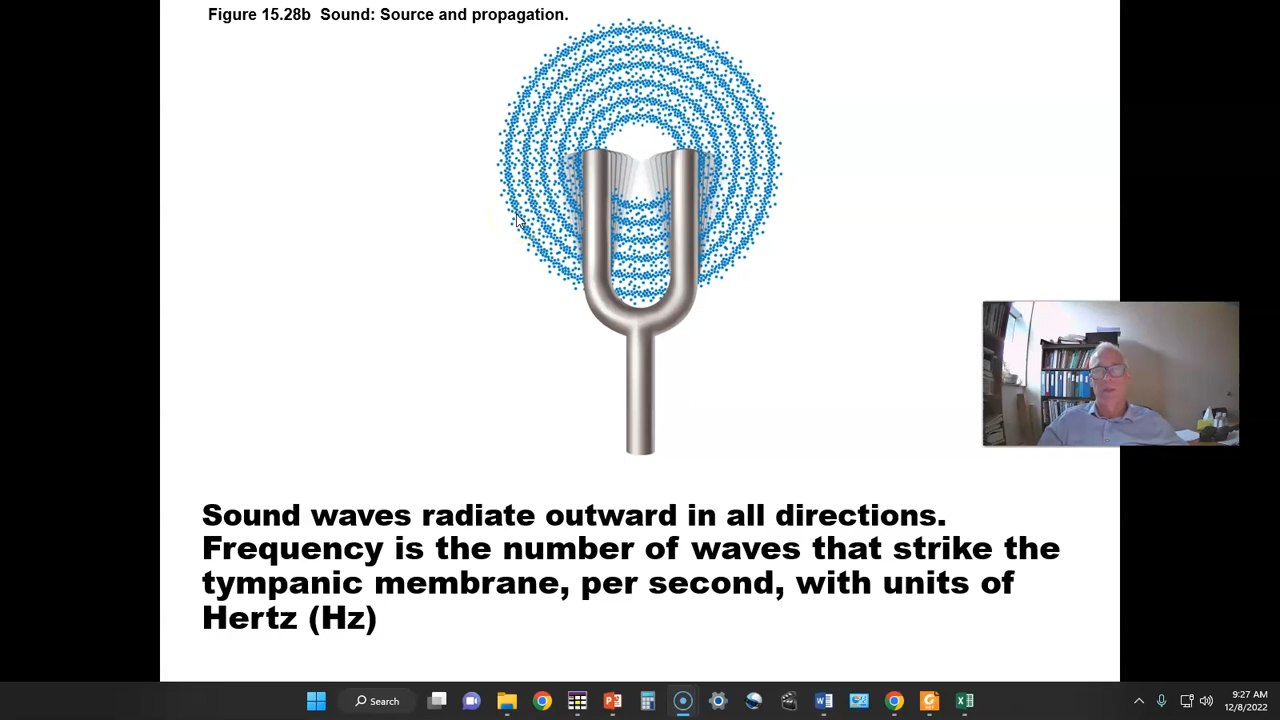 Figure 15.28b Sound: Source and propagation.
Sound waves radiate outward in all directions.
Frequency is the number of waves that strike the
tympanic membrane, per second, with units of
Hertz (Hz)
Search
9:27 AM
12/8/2022